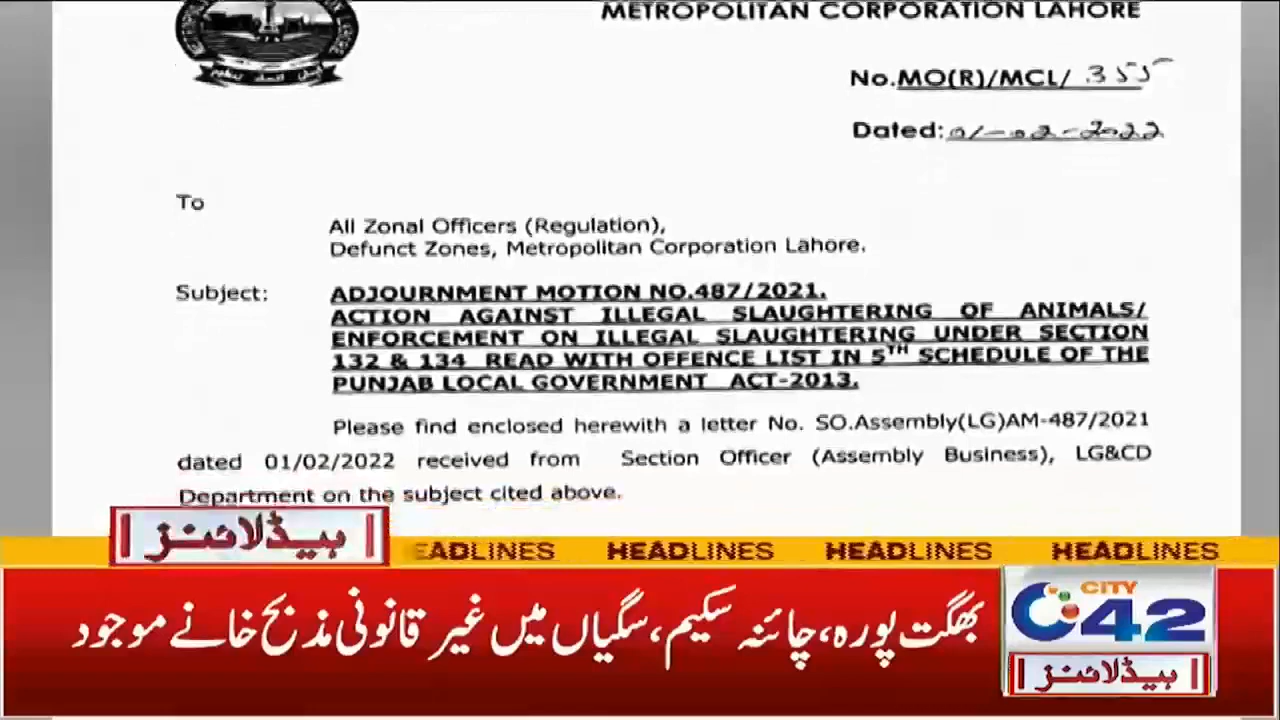 METROPOLITAN CORPORATION LAHORE
No.MO(R)/MCL/ 355
Dated: 01-02-2022
To
All Zonal Officers (Regulation),
Defunct Zones, Metropolitan Corporation Lahore.
Subject: ADJOURNMENT MOTION NO.487/2021.
ACTION AGAINST ILLEGAL SLAUGHTERING OF ANIMALS/
ENFORCEMENT ON ILLEGAL SLAUGHTERING UNDER SECTION
132 & 134 READ WITH OFFENCE LIST IN 5TH SCHEDULE OF THE
PUNJAB LOCAL GOVERNMENT ACT-2013.
Please find enclosed herewith a letter No. SO.Assembly(LG)AM-487/2021
dated 01/02/2022 received from Section Officer (Assembly Business), LG&CD
Department on the subject cited above.
ہیڈلائنز
EADLINES HEADLINES HEADLINES HEADLINES
بھگت پورہ، چائنہ سکیم، سگیاں میں غیر قانونی مذبح خانے موجود
CITY
42
ہیڈلائنز